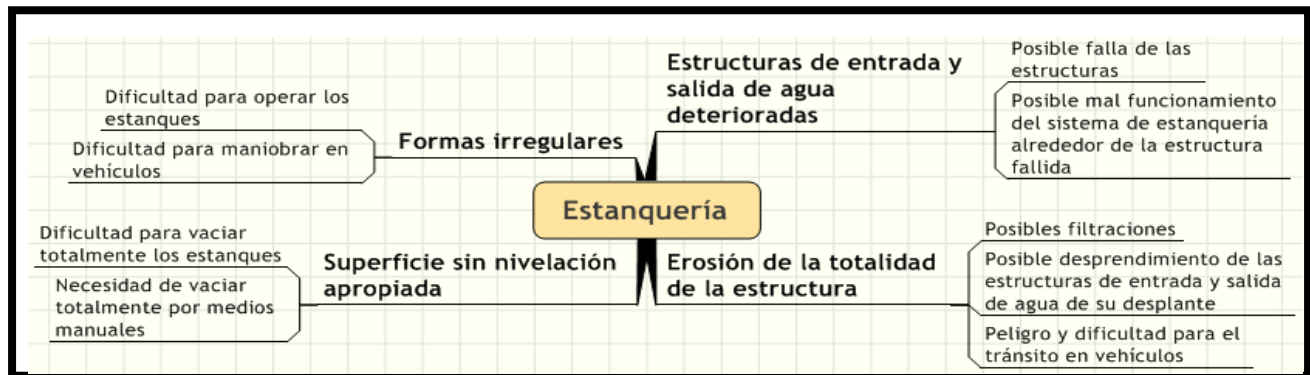 Estanquería
Formas irregulares
Dificultad para operar los
estanques
Dificultad para maniobrar en
vehículos
Superficie sin nivelación
apropiada
Dificultad para vaciar
totalmente los estanques
Necesidad de vaciar
totalmente por medios
manuales
Estructuras de entrada y
salida de agua
deterioradas
Posible falla de las
estructuras
Posible mal funcionamiento
del sistema de estanquería
alrededor de la estructura
fallida
Erosión de la totalidad
de la estructura
Posibles filtraciones
Posible desprendimiento de las
estructuras de entrada y salida
de agua de su desplante
Peligro y dificultad para el
tránsito en vehículos